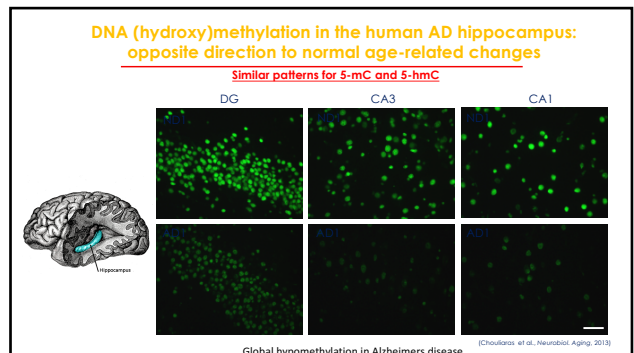 DNA (hydroxy)methylation in the human AD hippocampus:
opposite direction to normal age-related changes
Similar patterns for 5-mC and 5-hmC
DG
CA3
CA1
ND1
AD1
AD1
Hippocampus
(Chouliaras et al., Neurobiol. Aging, 2013)
Global hypomethylation in Alzheimers disease